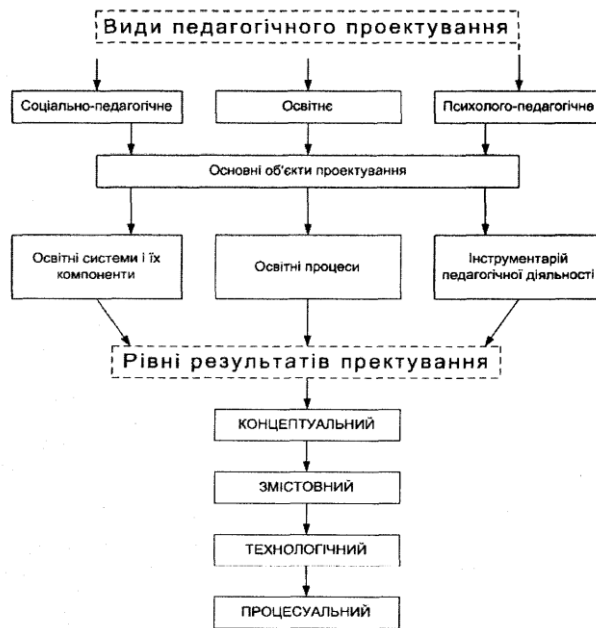 Види педагогічного проектування
Соціально-педагогічне
Освітнє
Психолого-педагогічне
Основні об'єкти проектування
Освітні системи і їх
компоненти
Освітні процеси
Інструментарій
педагогічної діяльності
Рівні результатів пректування
КОНЦЕПТУАЛЬНИЙ
ЗМІСТОВНИЙ
ТЕХНОЛОГІЧНИЙ
ПРОЦЕСУАЛЬНИЙ